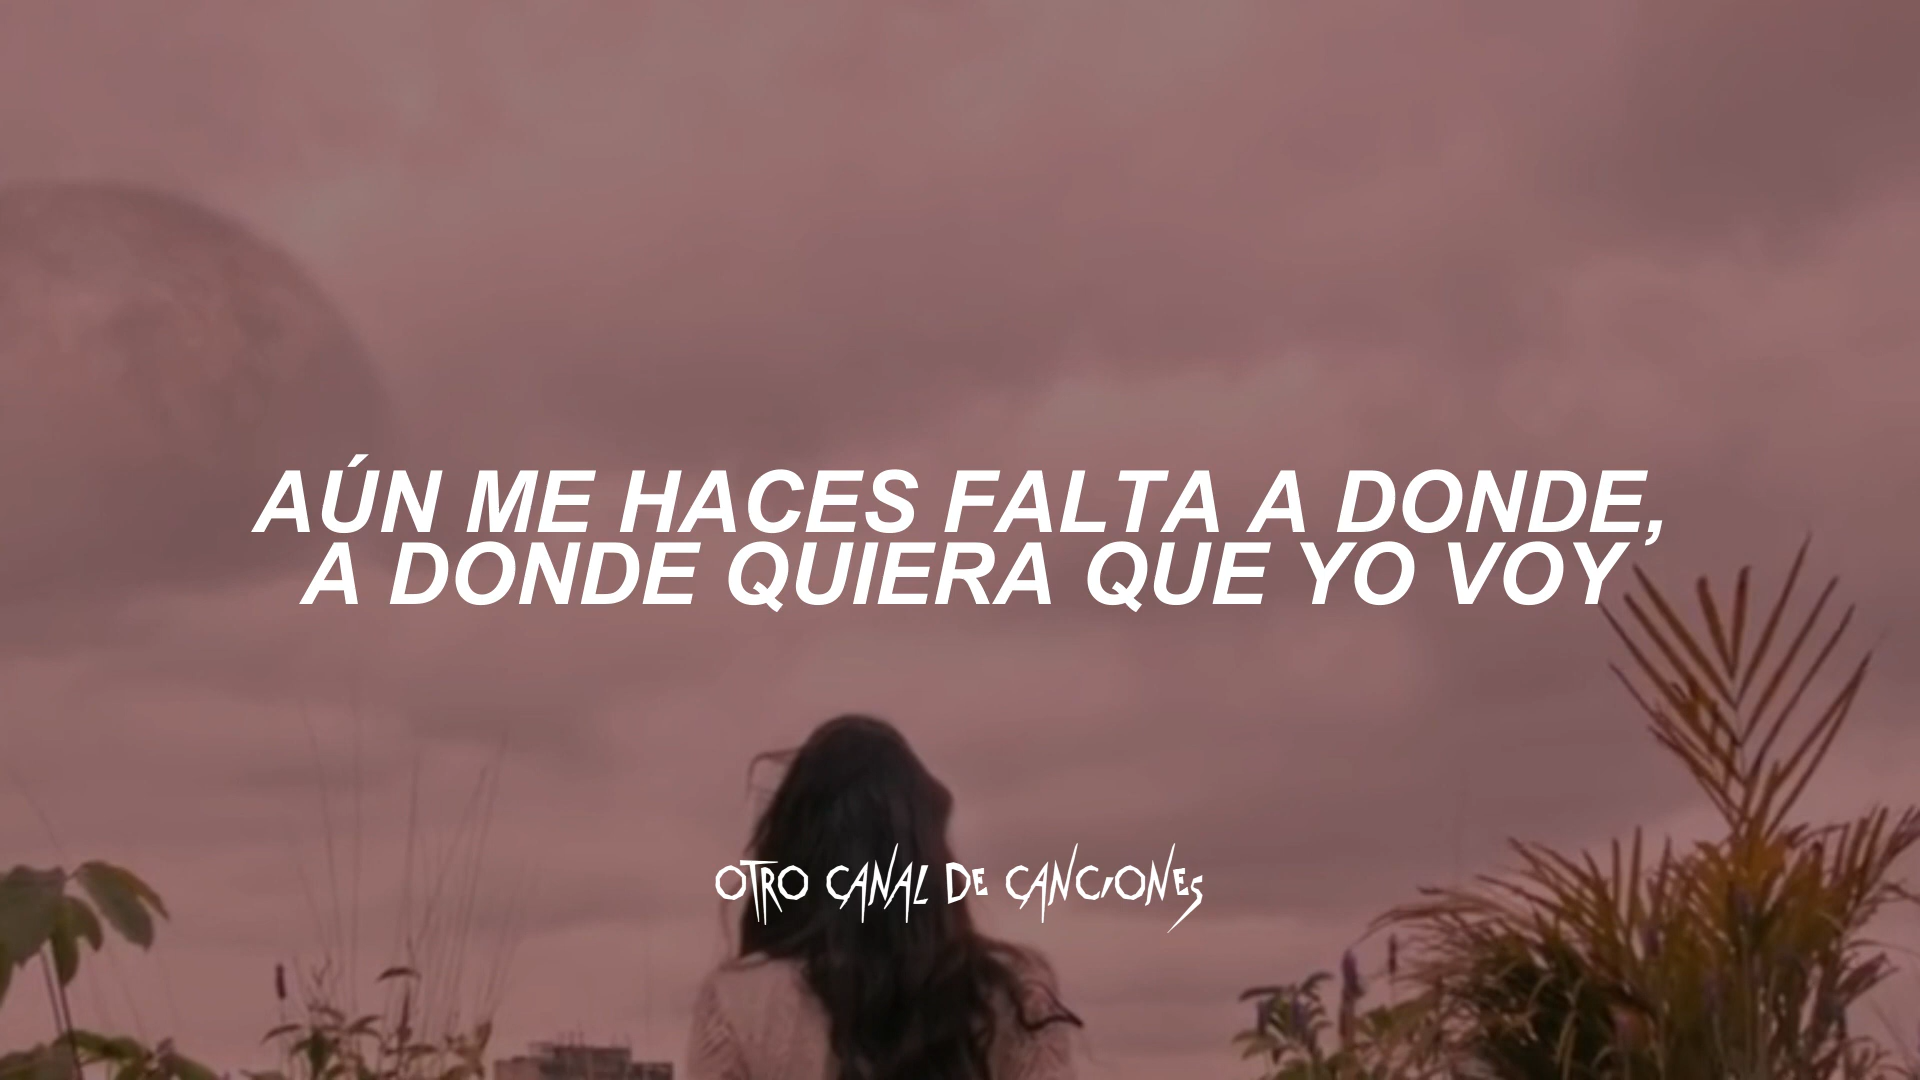 AÚN ME HACES FALTA A DONDE,
A DONDE QUIERA QUE YO VOY
OTRO CANAL DE CANCIONES